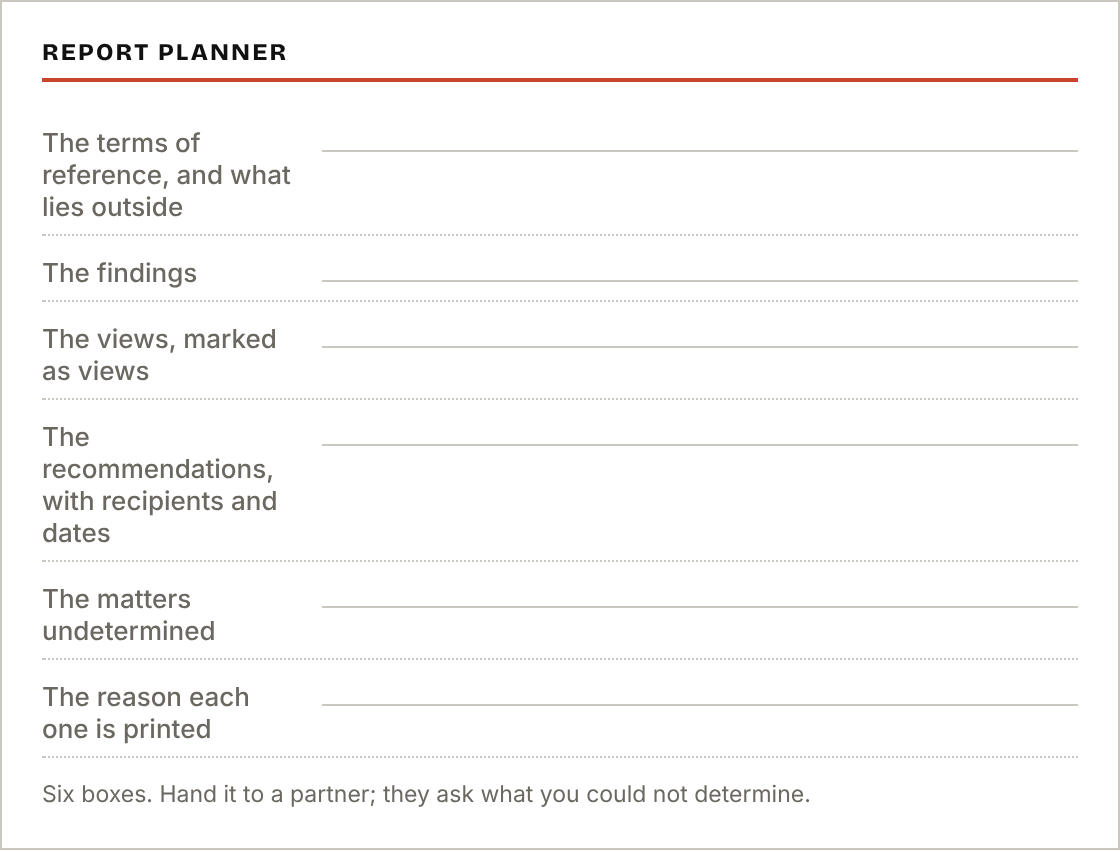 REPORT PLANNER
The terms of
reference, and what
lies outside
The findings
The views, marked
as views
The
recommendations,
with recipients and
dates
The matters
undetermined
The reason each
one is printed
Six boxes. Hand it to a partner; they ask what you could not determine.